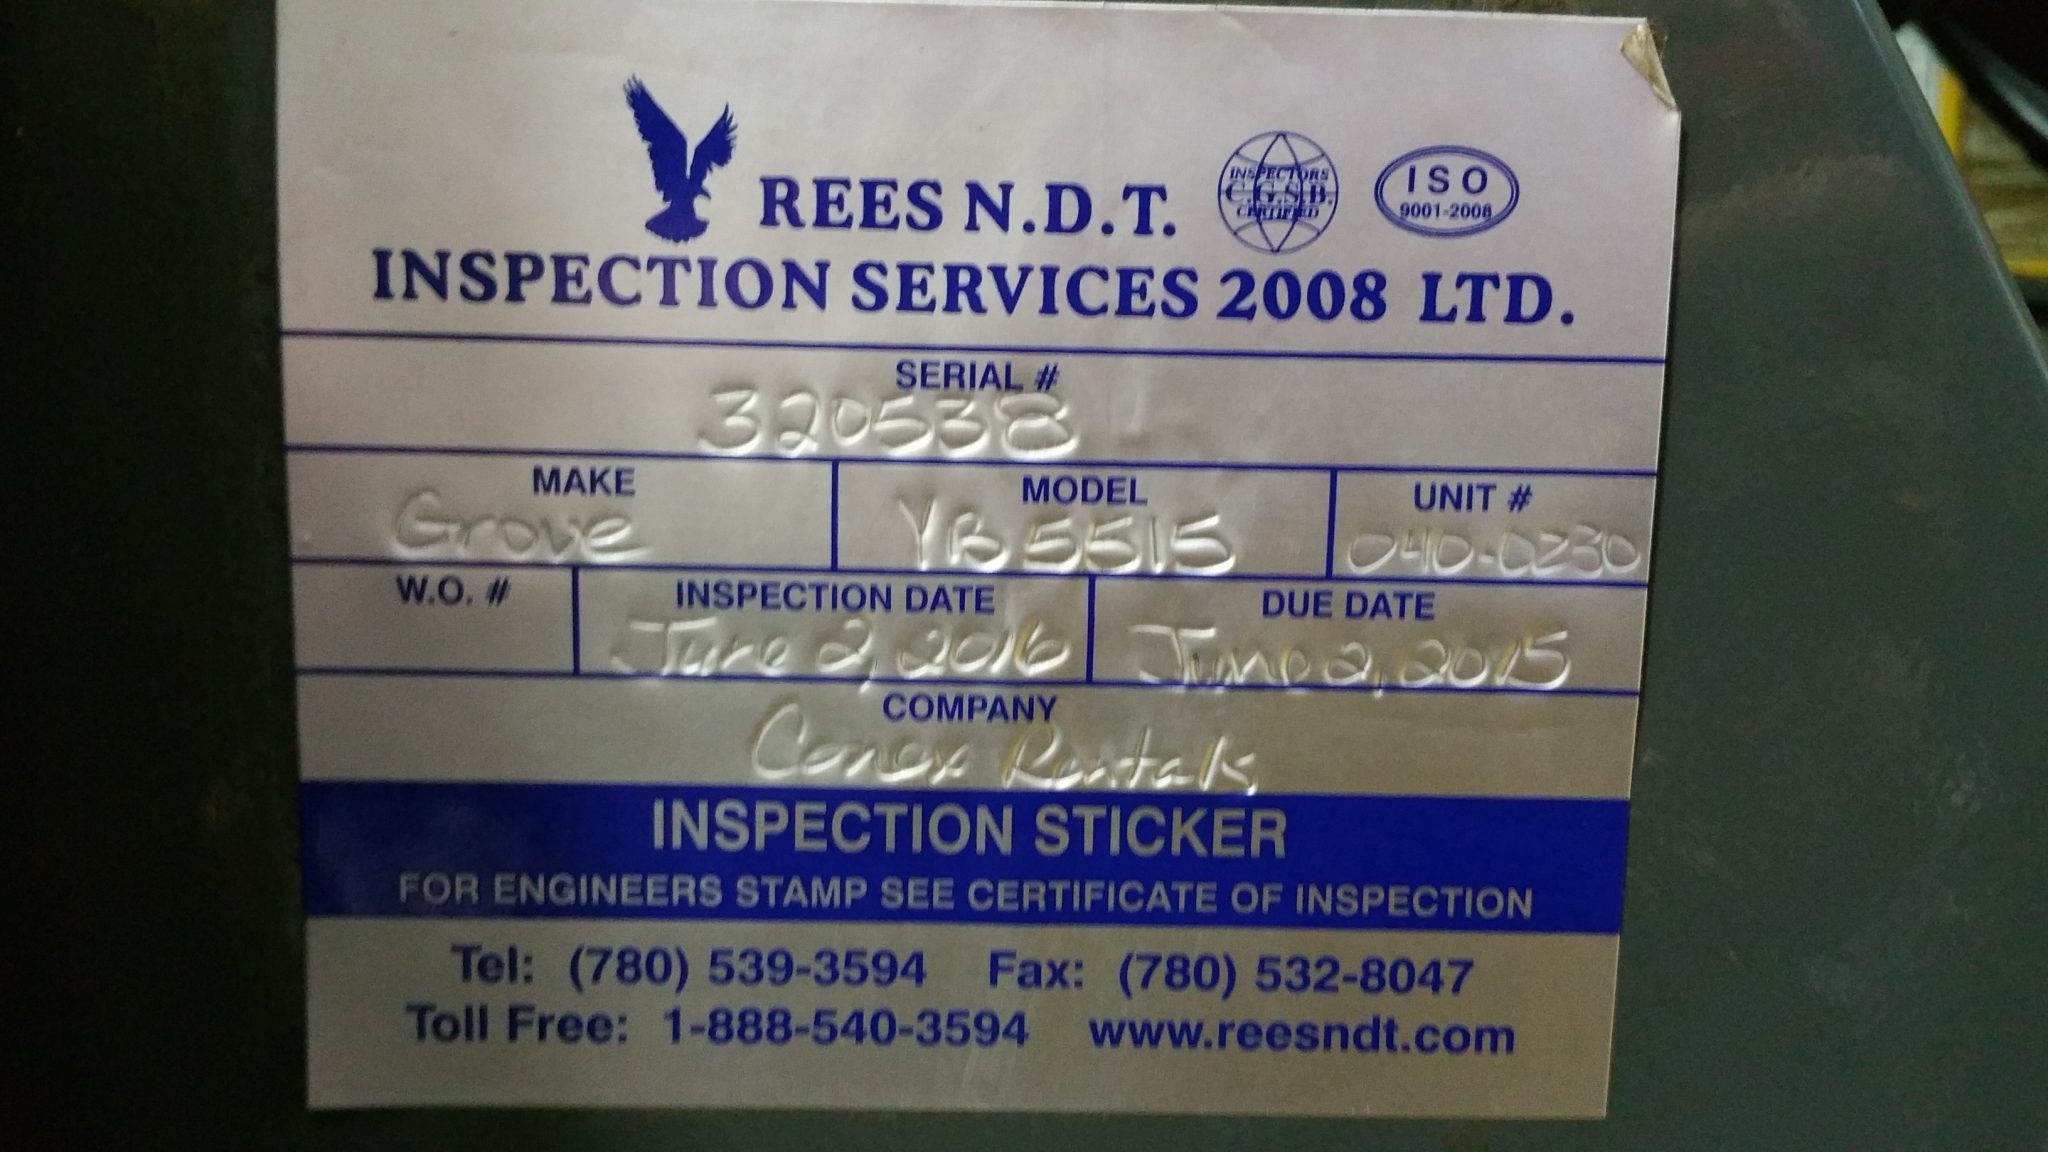 REES N.D.T.
INSPECTORS
C.G.S.B.
CERTIFIED
ISO
9001-2008
INSPECTION SERVICES 2008 LTD.
SERIAL #
320538
MAKE
Grove
MODEL
YB5515
UNIT #
040-0230
W.O. #
INSPECTION DATE
June 2, 2016
DUE DATE
June 2, 2015
COMPANY
Conex Rentals
INSPECTION STICKER
FOR ENGINEERS STAMP SEE CERTIFICATE OF INSPECTION
Tel: (780) 539-3594 Fax: (780) 532-8047
Toll Free: 1-888-540-3594 www.reesndt.com